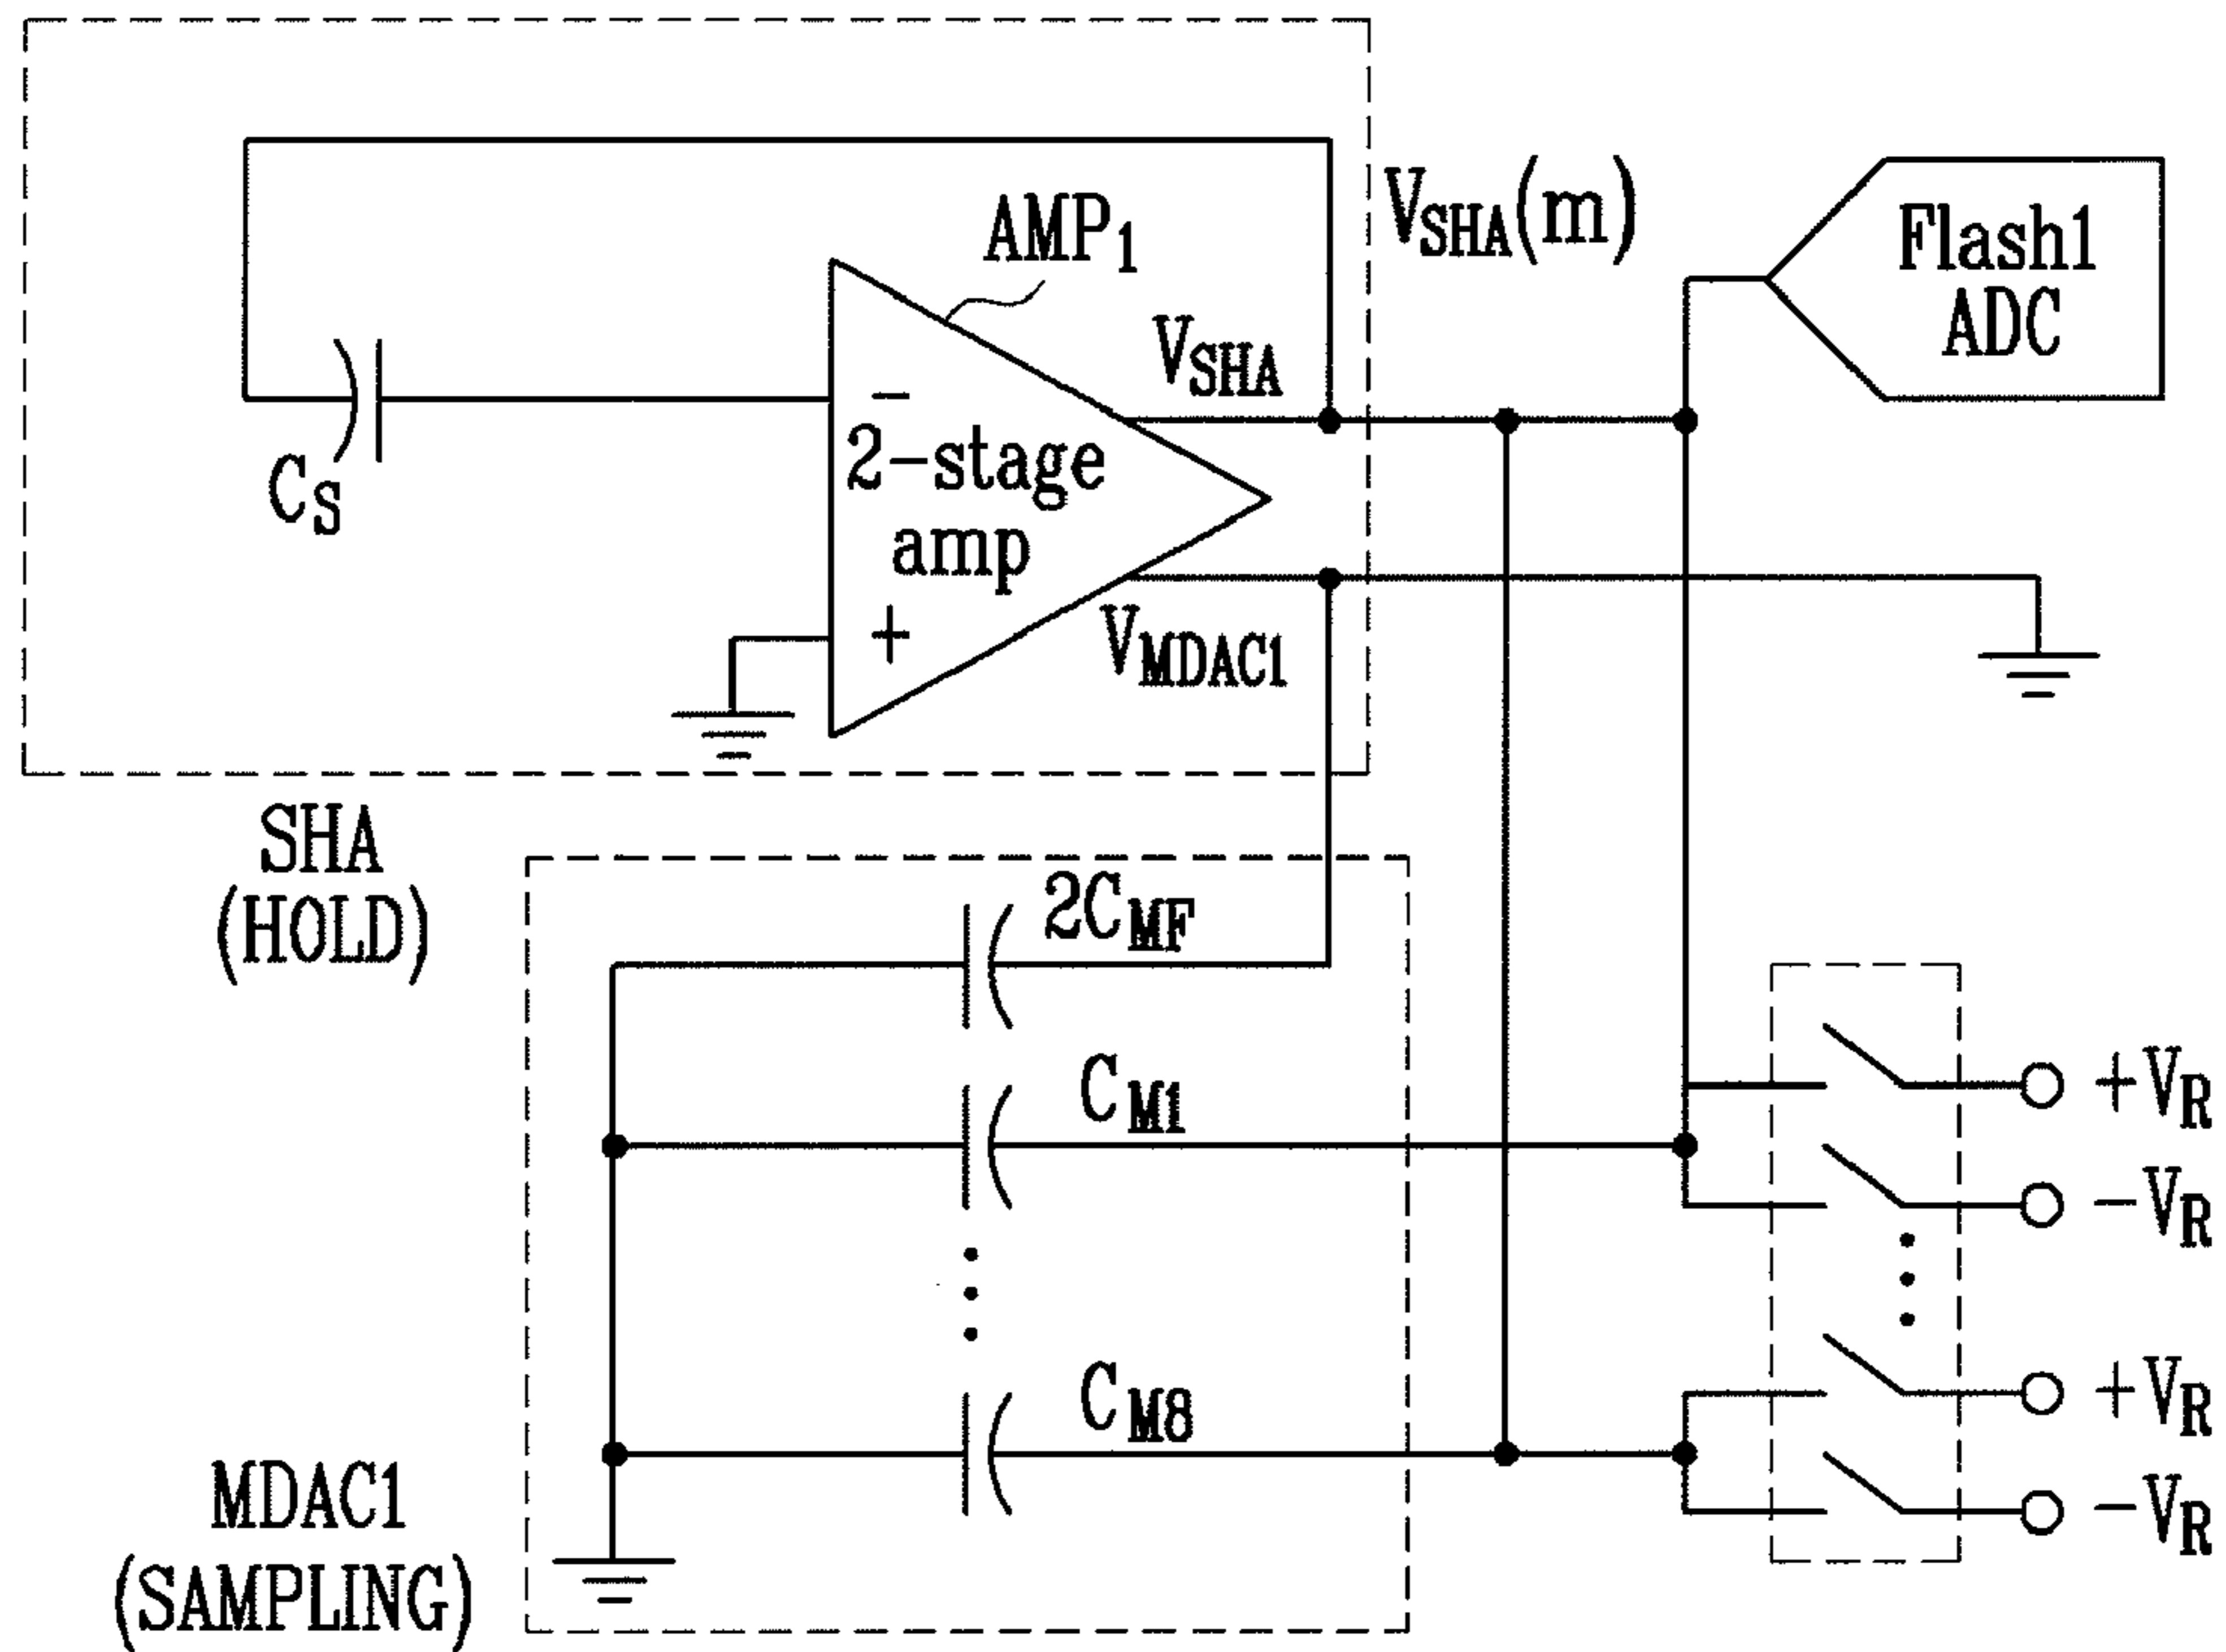 AMP1
VSHA(m)
Flash1
ADC
VSHA
CS
-
2-stage
amp
+
VMDAC1
SHA
(HOLD)
2CMF
CM1
+VR
-VR
CM8
+VR
-VR
MDAC1
(SAMPLING)